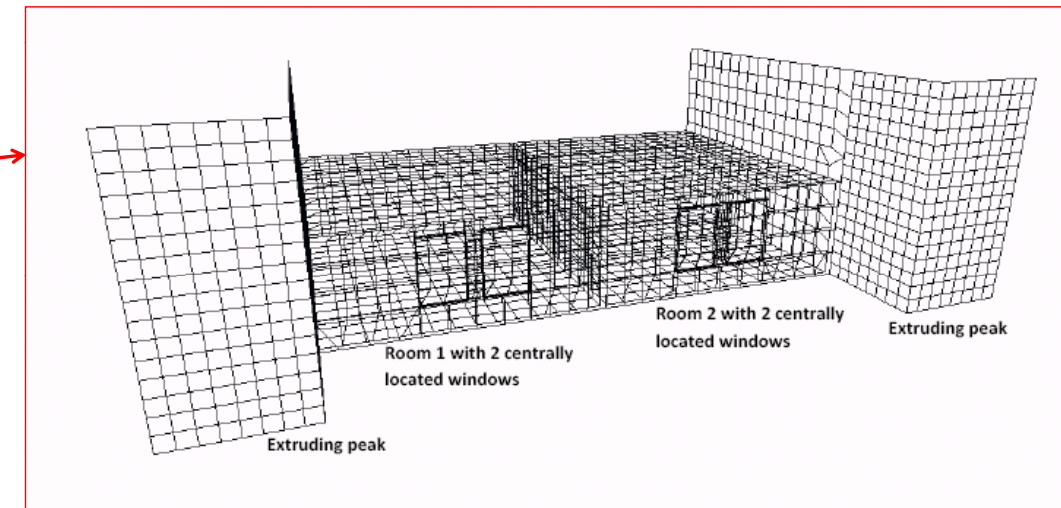 Room 1 with 2 centrally
located windows
Room 2 with 2 centrally
located windows
Extruding peak
Extruding peak